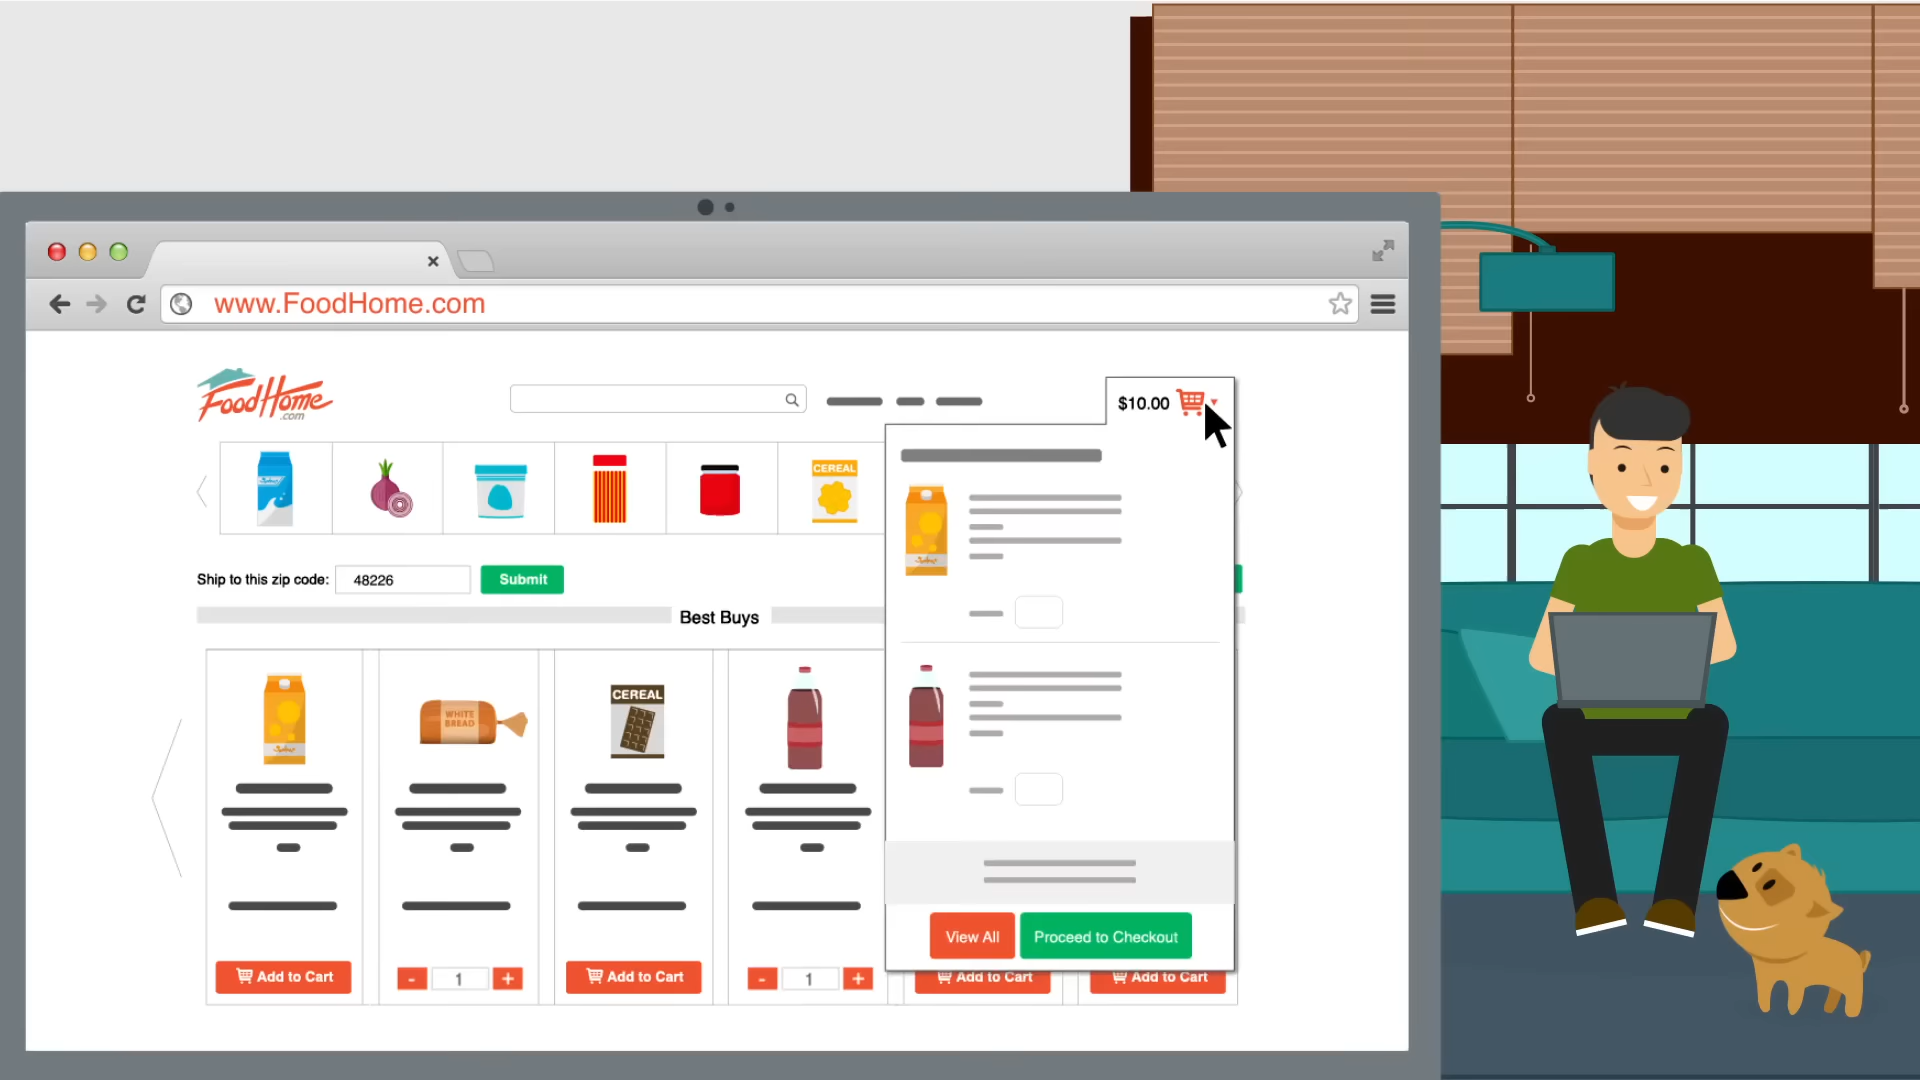 www.FoodHome.com
FoodHome
.com
$10.00
CEREAL
Ship to this zip code: 48226 Submit
Best Buys
WHITE
BREAD
CEREAL
View All Proceed to Checkout
Add to Cart - 1 + Add to Cart - 1 + Add to Cart Add to Cart